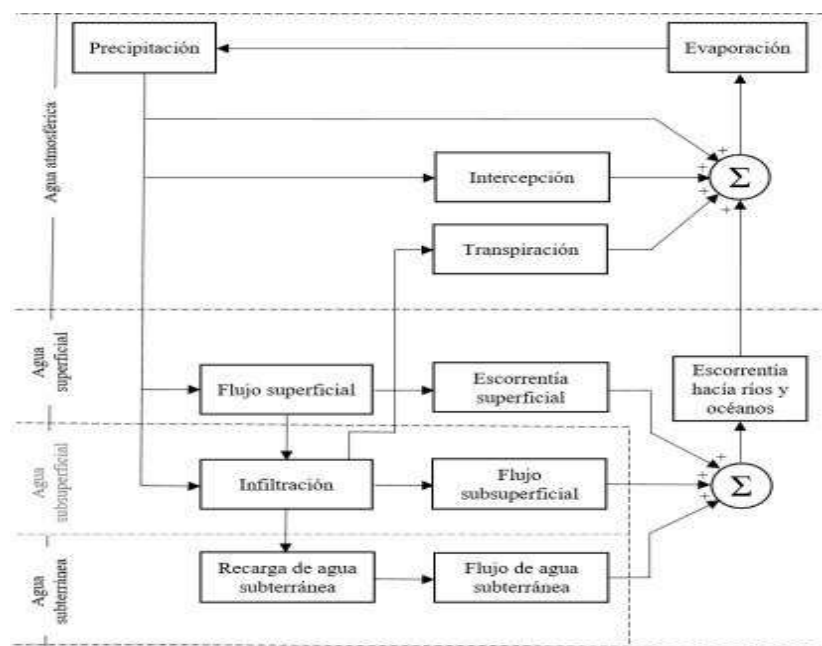 Precipitación
Evaporación
Agua atmosférica
+
+
+
+
Σ
Intercepción
Transpiración
Agua
superficial
Flujo superficial
Escorrentía
superficial
Escorrentía
hacía ríos y
océanos
Agua
subsuperficial
Infiltración
Flujo
subsuperficial
+
+
+
Σ
Agua
subterránea
Recarga de agua
subterránea
Flujo de agua
subterránea